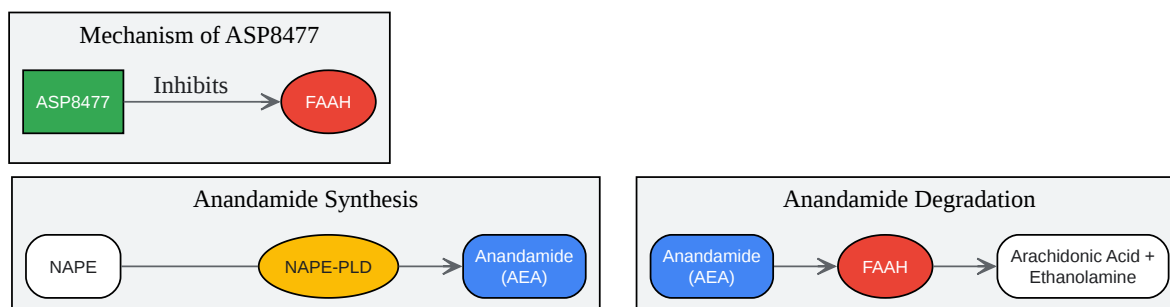 Mechanism of ASP8477
ASP8477
Inhibits
FAAH
Anandamide Synthesis
NAPE
NAPE-PLD
Anandamide
(AEA)
Anandamide Degradation
Anandamide
(AEA)
FAAH
Arachidonic Acid +
Ethanolamine